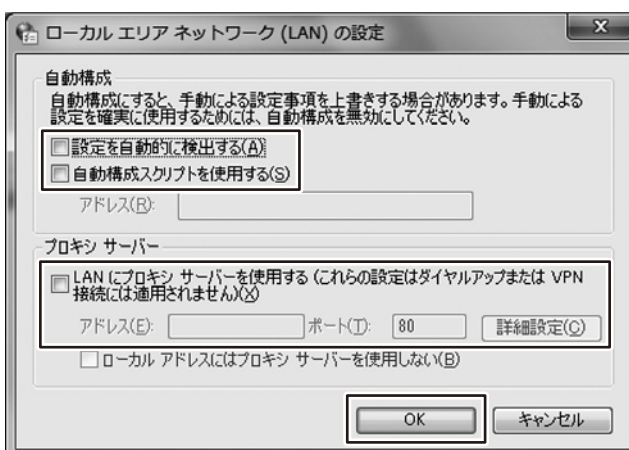 ローカル エリア ネットワーク (LAN) の設定
x
自動構成
自動構成にすると、手動による設定事項を上書きする場合があります。手動による
設定を確実に使用するためには、自動構成を無効にしてください。
設定を自動的に検出する(A)
自動構成スクリプトを使用する(S)
アドレス(R):
プロキシ サーバー
LAN にプロキシ サーバーを使用する (これらの設定はダイヤルアップまたは VPN
接続には適用されません)(X)
アドレス(E): ポート(T): 80 詳細設定(C)
ローカル アドレスにはプロキシ サーバーを使用しない(B)
OK キャンセル